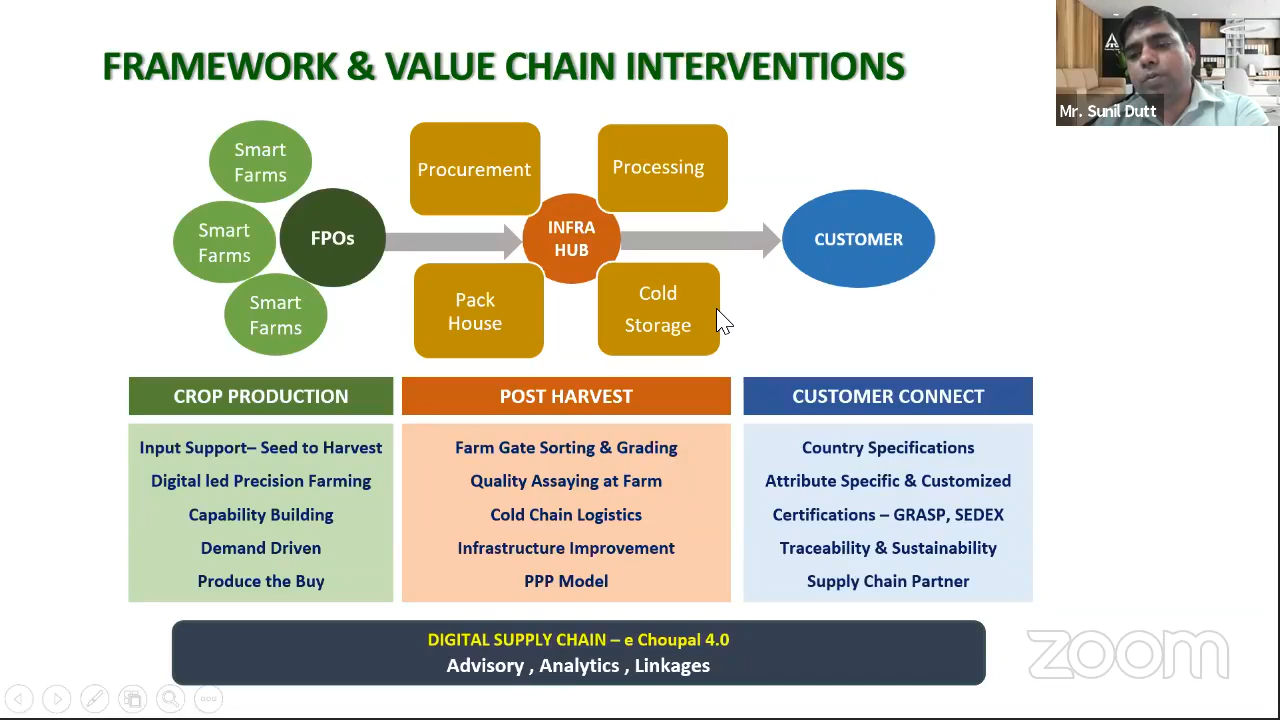 FRAMEWORK & VALUE CHAIN INTERVENTIONS
Mr. Sunil Dutt
Smart
Farms
Smart
Farms
Smart
Farms
FPOs
Procurement
Processing
INFRA
HUB
Pack
House
Cold
Storage
CUSTOMER
CROP PRODUCTION
Input Support– Seed to Harvest
Digital led Precision Farming
Capability Building
Demand Driven
Produce the Buy
POST HARVEST
Farm Gate Sorting & Grading
Quality Assaying at Farm
Cold Chain Logistics
Infrastructure Improvement
PPP Model
CUSTOMER CONNECT
Country Specifications
Attribute Specific & Customized
Certifications – GRASP, SEDEX
Traceability & Sustainability
Supply Chain Partner
DIGITAL SUPPLY CHAIN – e Choupal 4.0
Advisory , Analytics , Linkages
zoom